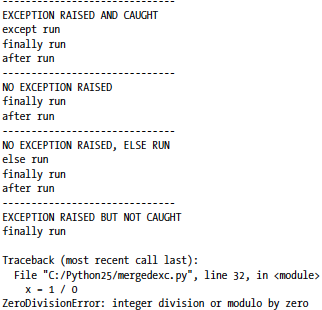 ------------------------------
EXCEPTION RAISED AND CAUGHT
except run
finally run
after run
------------------------------
NO EXCEPTION RAISED
finally run
after run
------------------------------
NO EXCEPTION RAISED, ELSE RUN
else run
finally run
after run
------------------------------
EXCEPTION RAISED BUT NOT CAUGHT
finally run
Traceback (most recent call last):
  File "C:/Python25/mergedexc.py", line 32, in <module>
    x = 1 / 0
ZeroDivisionError: integer division or modulo by zero